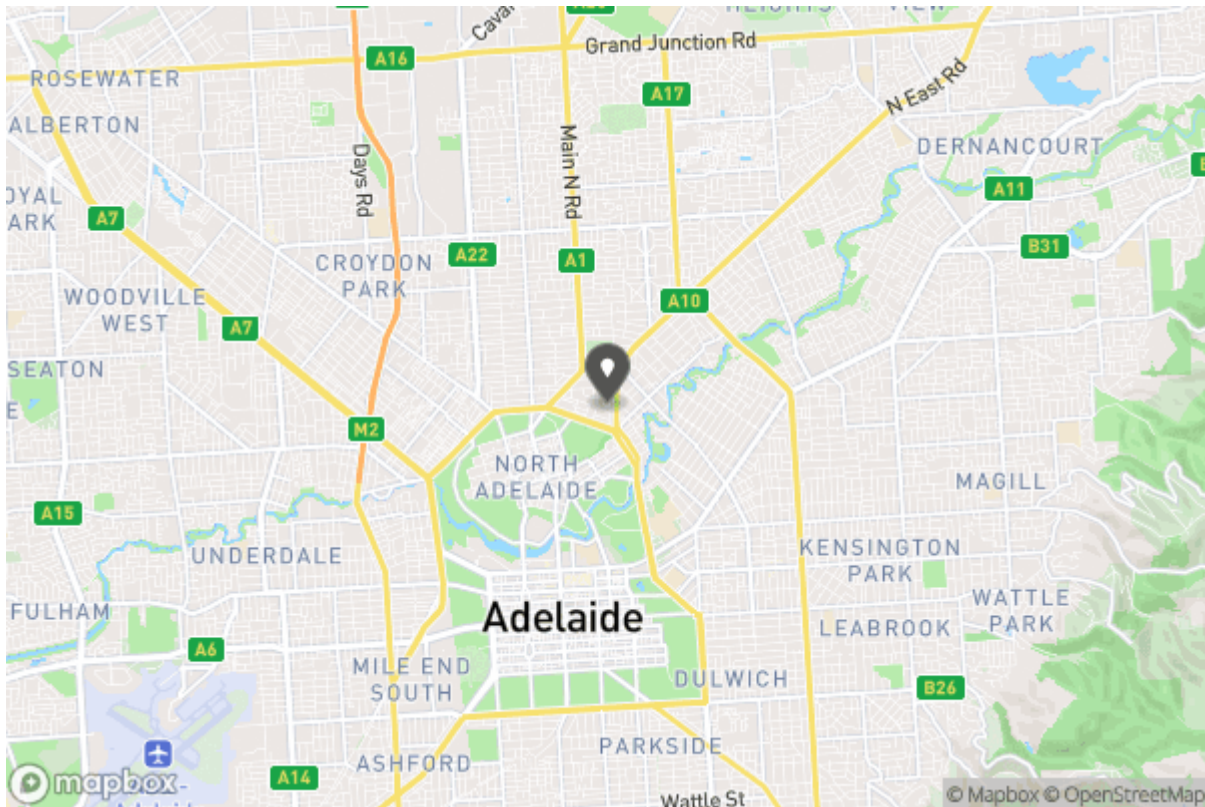 HEIGHTS
VIEW
Grand Junction Rd
A16
ROSEWATER
A17
N East Rd
ALBERTON
Main N Rd
Days Rd
DERNANCOURT
A11
A7
A22
A1
B31
CROYDON
PARK
WOODVILLE
WEST
A10
A7
SEATON
M2
NORTH
ADELAIDE
MAGILL
A15
UNDERDALE
KENSINGTON
PARK
FULHAM
Adelaide
WATTLE
PARK
LEABROOK
A6
MILE END
SOUTH
DULWICH
B26
PARKSIDE
ASHFORD
A14
mapbox
Wattle St
© Mapbox © OpenStreetMap